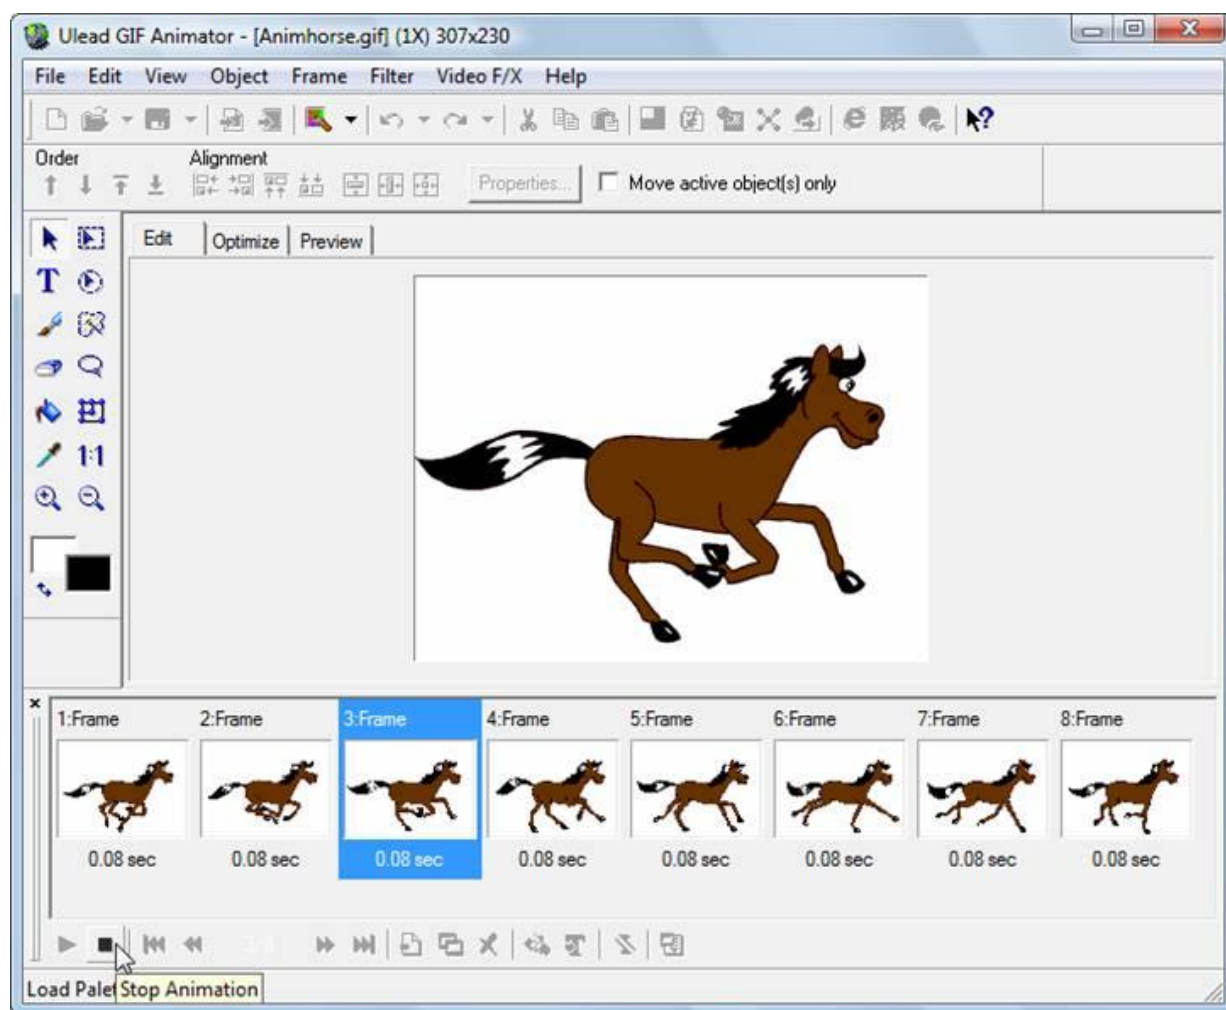 Ulead GIF Animator - [Animhorse.gif] (1X) 307x230
File Edit View Object Frame Filter Video F/X Help
Order Alignment
Properties... Move active object(s) only
Edit Optimize Preview
T
1:1
1:Frame 2:Frame 3:Frame 4:Frame 5:Frame 6:Frame 7:Frame 8:Frame
0.08 sec 0.08 sec 0.08 sec 0.08 sec 0.08 sec 0.08 sec 0.08 sec 0.08 sec
Load Palet
Stop Animation